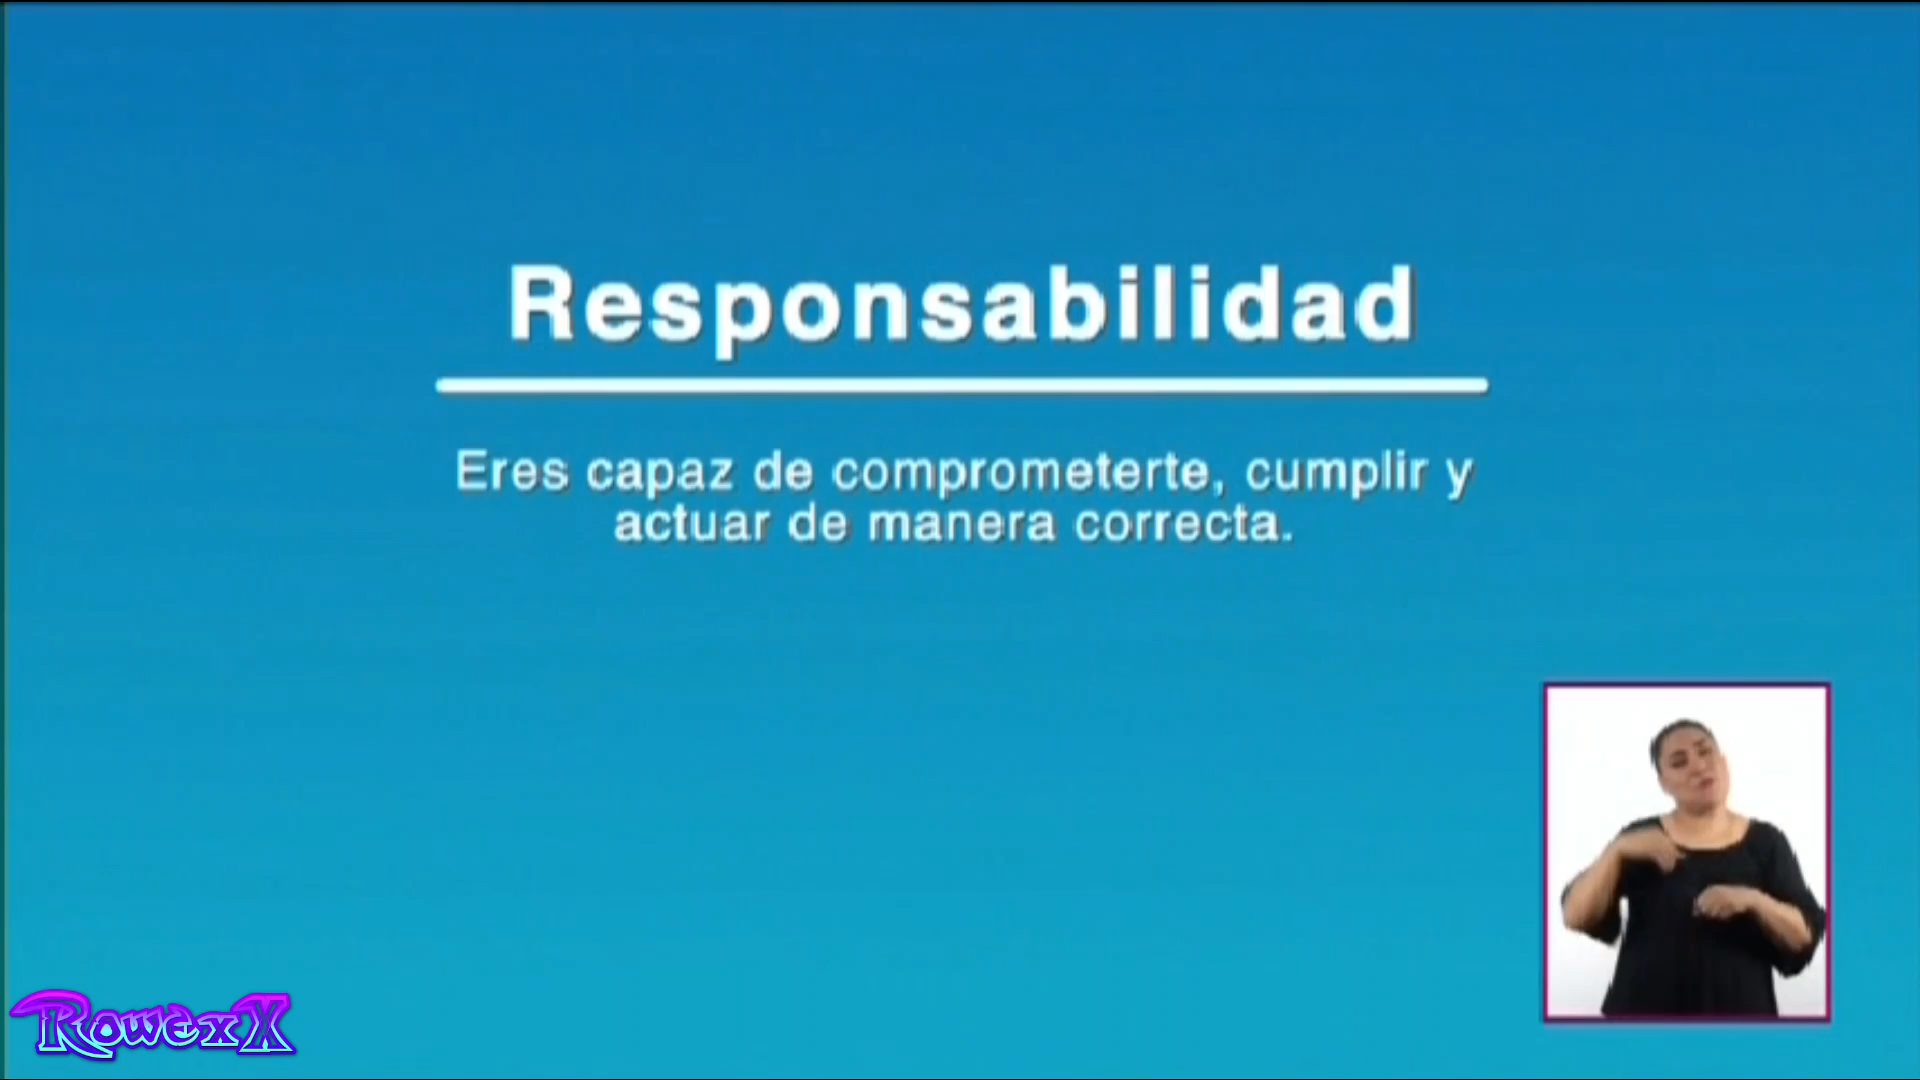 Responsabilidad
Eres capaz de comprometerte, cumplir y
actuar de manera correcta.
RowexX